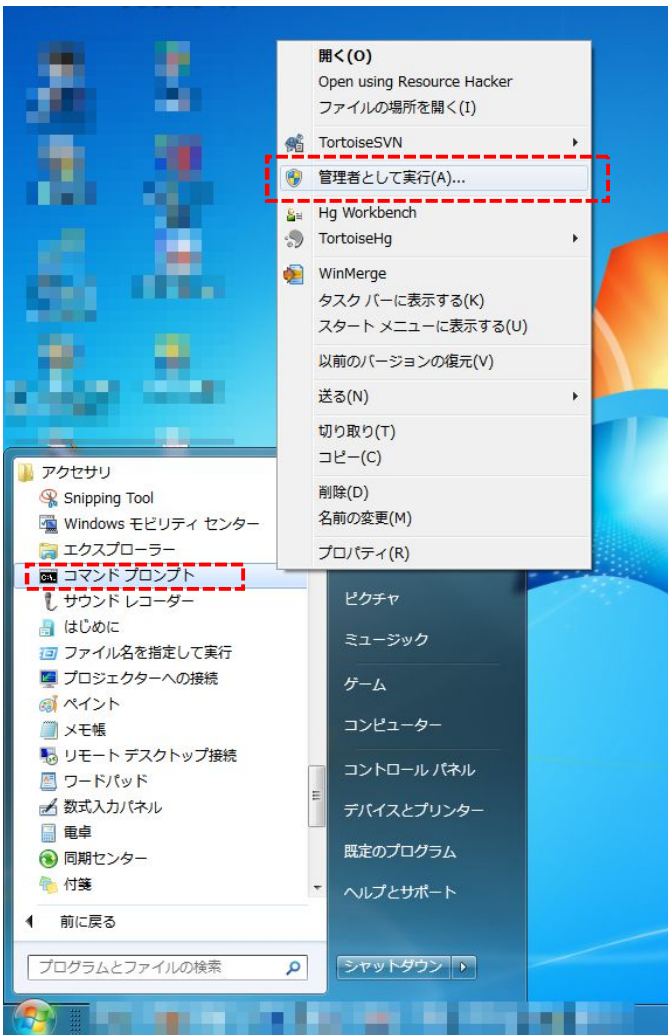 開く(O)
Open using Resource Hacker
ファイルの場所を開く(I)
TortoiseSVN
管理者として実行(A)...
Hg Workbench
TortoiseHg
WinMerge
タスク バーに表示する(K)
スタート メニューに表示する(U)
以前のバージョンの復元(V)
送る(N)
切り取り(T)
コピー(C)
削除(D)
名前の変更(M)
プロパティ(R)
アクセサリ
Snipping Tool
Windows モビリティ センター
エクスプローラー
コマンド プロンプト
サウンド レコーダー
はじめに
ファイル名を指定して実行
プロジェクターへの接続
ペイント
メモ帳
リモート デスクトップ接続
ワードパッド
数式入力パネル
電卓
同期センター
付箋
前に戻る
プログラムとファイルの検索
ピクチャ
ミュージック
ゲーム
コンピューター
コントロール パネル
デバイスとプリンター
既定のプログラム
ヘルプとサポート
シャットダウン